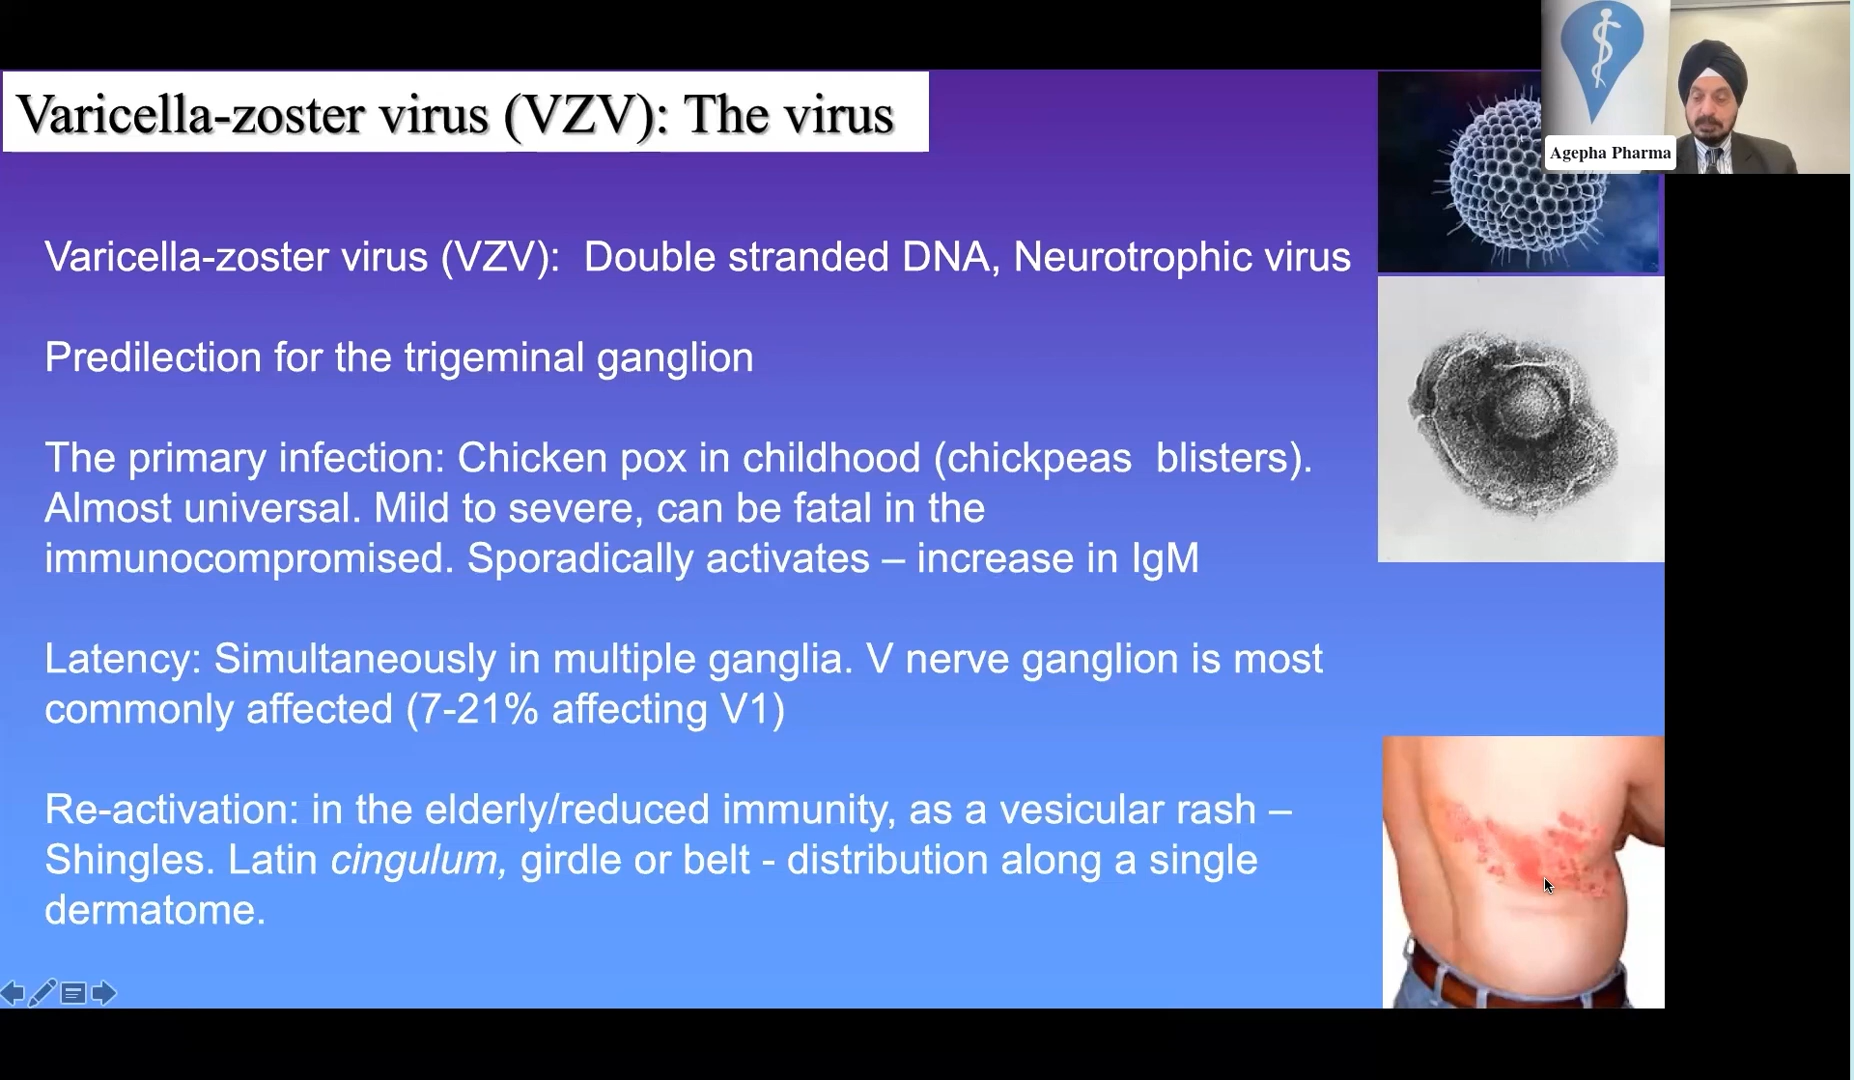 Varicella-zoster virus (VZV): The virus
Agepha Pharma
Varicella-zoster virus (VZV):  Double stranded DNA, Neurotrophic virus
Predilection for the trigeminal ganglion
The primary infection: Chicken pox in childhood (chickpeas  blisters).
Almost universal. Mild to severe, can be fatal in the
immunocompromised. Sporadically activates – increase in IgM
Latency: Simultaneously in multiple ganglia. V nerve ganglion is most
commonly affected (7-21% affecting V1)
Re-activation: in the elderly/reduced immunity, as a vesicular rash –
Shingles. Latin cingulum, girdle or belt - distribution along a single
dermatome.